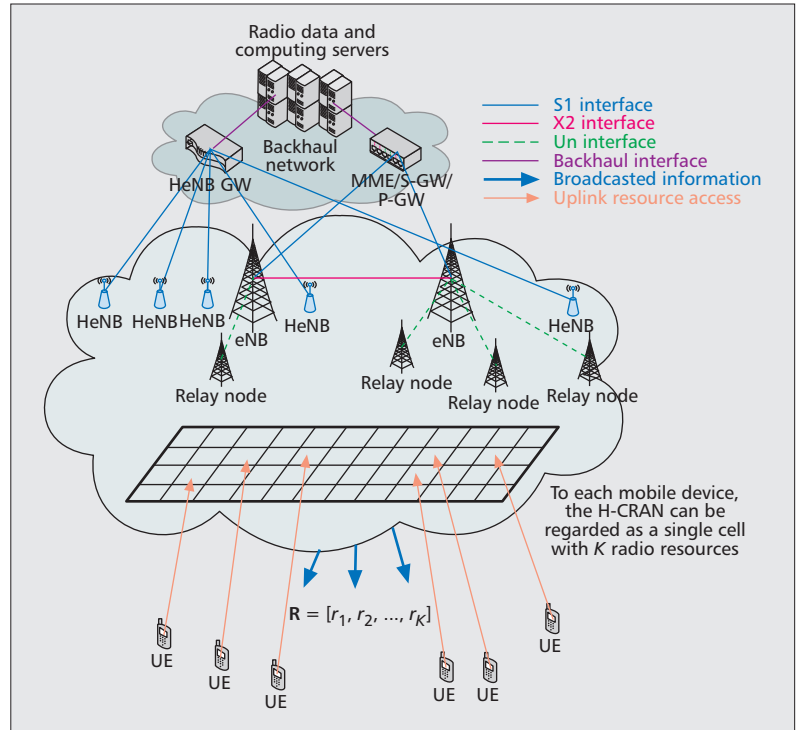 Radio data and
computing servers
S1 interface
X2 interface
Un interface
Backhaul interface
Broadcasted information
Uplink resource access
Backhaul
network
HeNB GW
MME/S-GW/
P-GW
HeNB
HeNB
HeNB
eNB
HeNB
eNB
HeNB
Relay node
Relay node
Relay node
Relay node
To each mobile device,
the H-CRAN can be
regarded as a single cell
with K radio resources
R = [r1, r2, ..., rK]
UE
UE
UE
UE
UE
UE